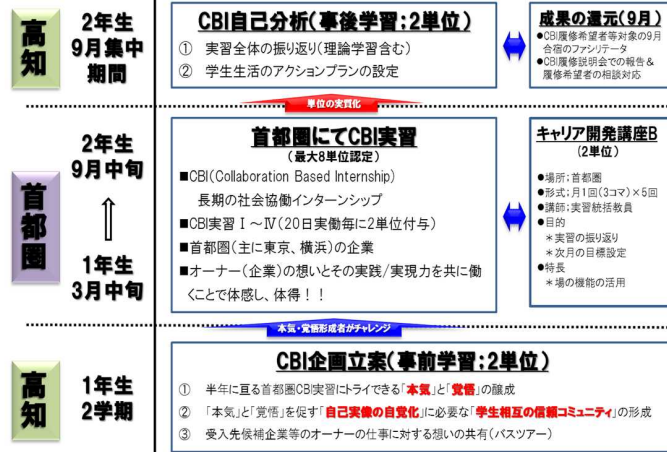 高知
2年生
9月集中
期間
CBI自己分析(事後学習:2単位)
① 実習全体の振り返り(理論学習含む)
② 学生生活のアクションプランの設定
成果の還元(9月)
●CBI履修希望者等対象の9月
合宿のファシリテータ
●CBI履修説明会での報告&
履修希望者の相談対応
単位の実質化
首都圏
2年生
9月中旬
⇧
1年生
3月中旬
首都圏にてCBI実習
(最大8単位認定)
■CBI(Collaboration Based Internship)
長期の社会協働インターンシップ
■CBI実習Ⅰ~Ⅳ(20日実働毎に2単位付与)
■首都圏(主に東京、横浜)の企業
■オーナー(企業)の想いとその実践/実現力を共に働
くことで体感し、体得!!
キャリア開発講座B
(2単位)
●場所;首都圏
●形式;月1回(3コマ)×5回
●講師;実習統括教員
●目的
*実習の振り返り
*次月の目標設定
●特長
*場の機能の活用
本気・覚悟形成者がチャレンジ
高知
1年生
2学期
CBI企画立案(事前学習:2単位)
① 半年に亘る首都圏CBI実習にトライできる「本気」と「覚悟」の醸成
② 「本気」と「覚悟」を促す「自己実像の自覚化」に必要な「学生相互の信頼コミュニティ」の形成
③ 受入先候補企業等のオーナーの仕事に対する想いの共有(バスツアー)